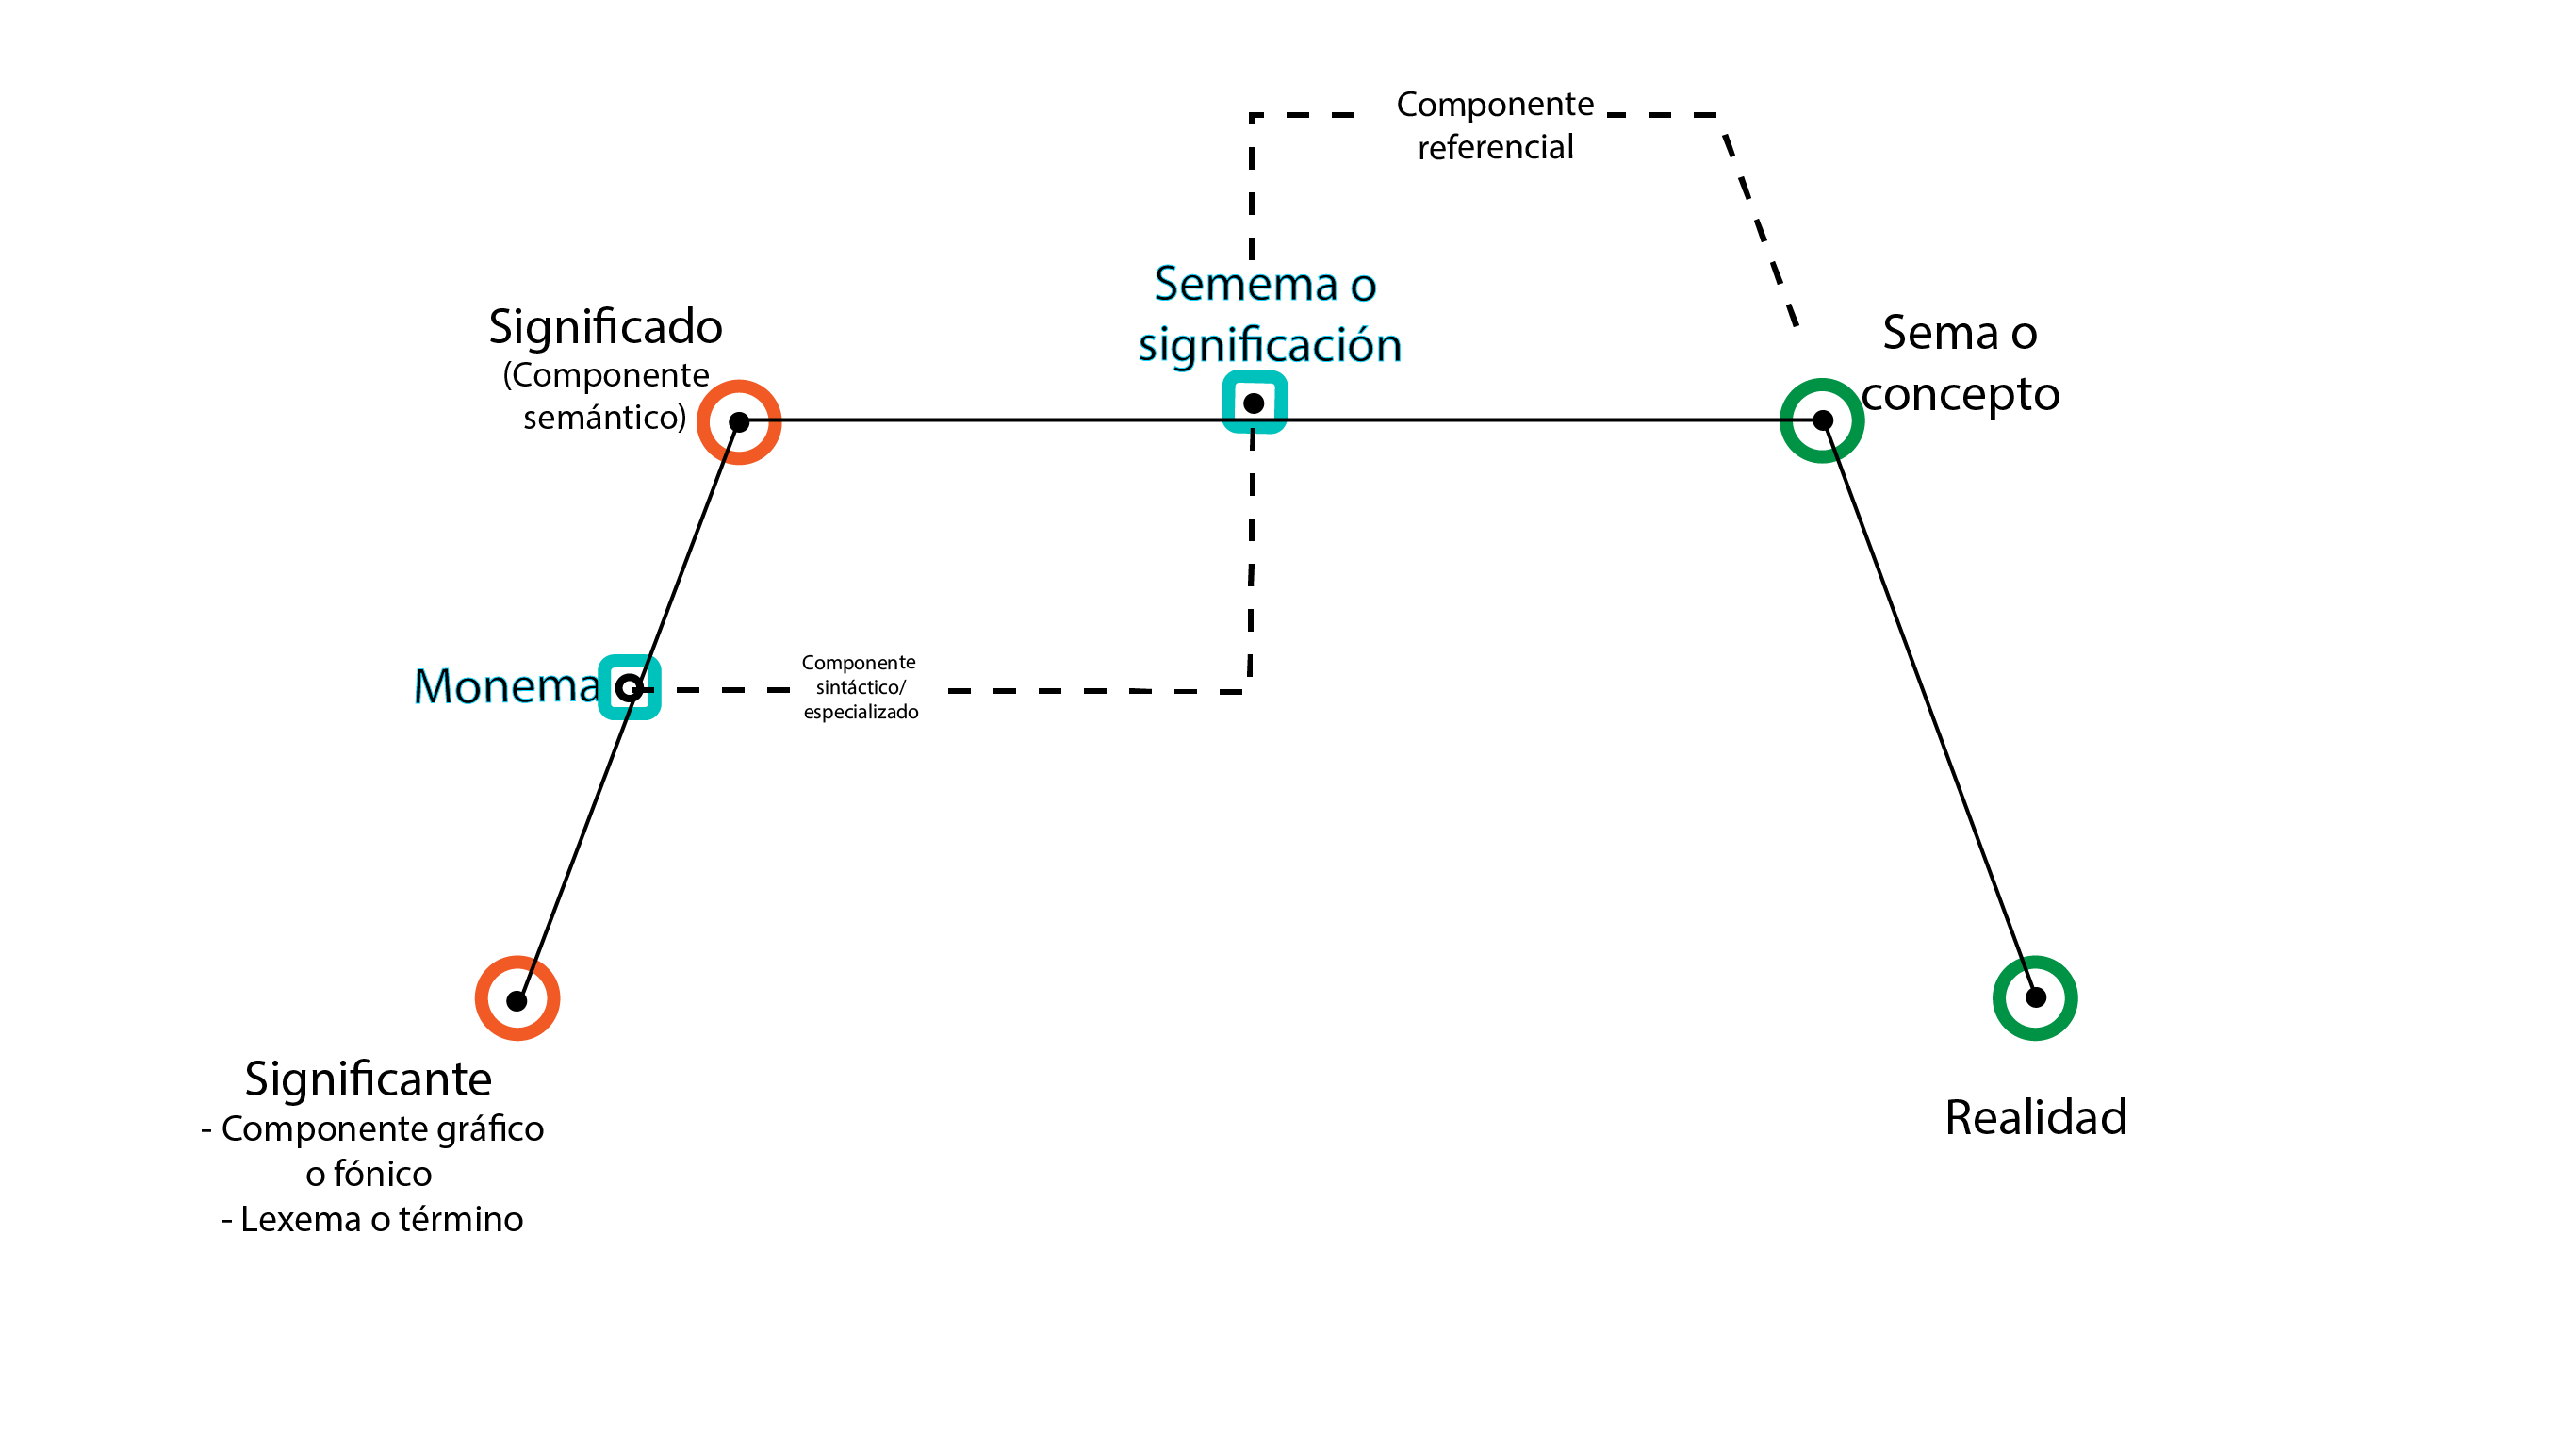 Componente
referencial
Semema o
significación
Significado
(Componente
semántico)
Sema o
concepto
Monema
Componente
sintáctico/
especializado
Significante
- Componente gráfico
o fónico
- Lexema o término
Realidad